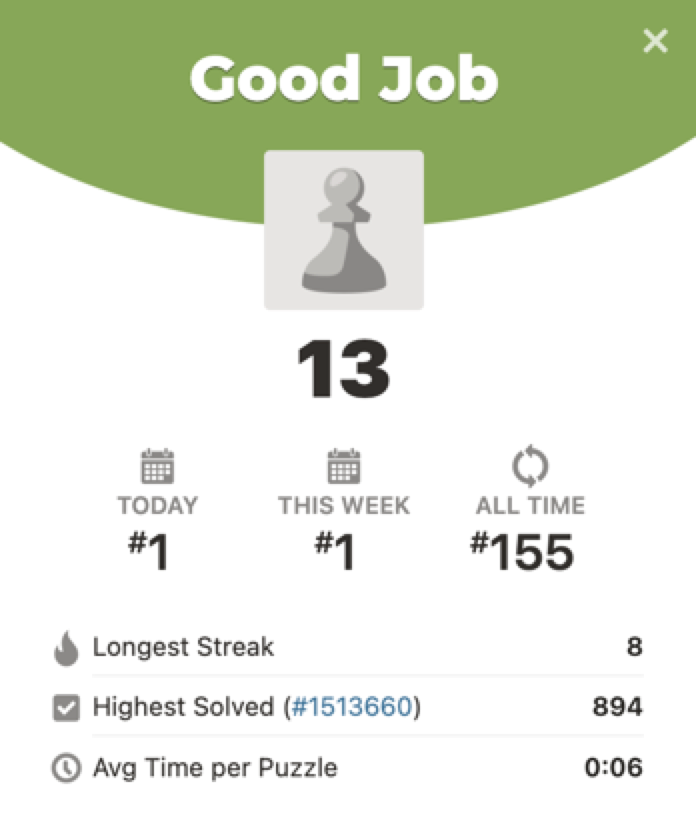 Good Job
13
TODAY THIS WEEK ALL TIME
#1 #1 #155
Longest Streak 8
Highest Solved (#1513660) 894
Avg Time per Puzzle 0:06